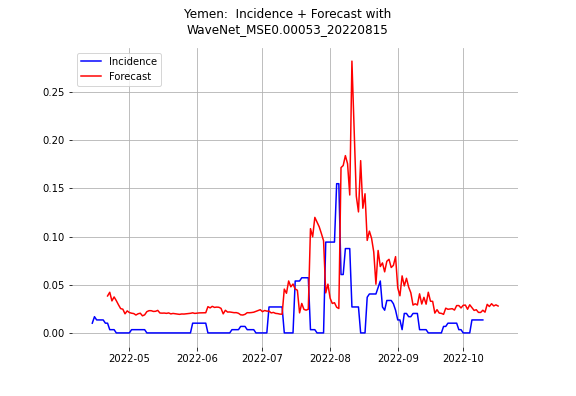 Yemen:  Incidence + Forecast with
WaveNet_MSE0.00053_20220815
Incidence
Forecast
0.25
0.20
0.15
0.10
0.05
0.00
2022-05 2022-06 2022-07 2022-08 2022-09 2022-10